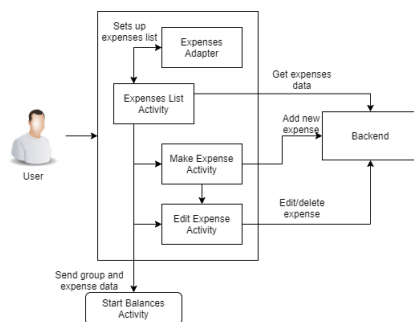 Sets up
expenses list
Expenses
Adapter
Get expenses
data
Expenses List
Activity
Add new
expense
Backend
User
Make Expense
Activity
Edit Expense
Activity
Edit/delete
expense
Send group and
expense data
Start Balances
Activity